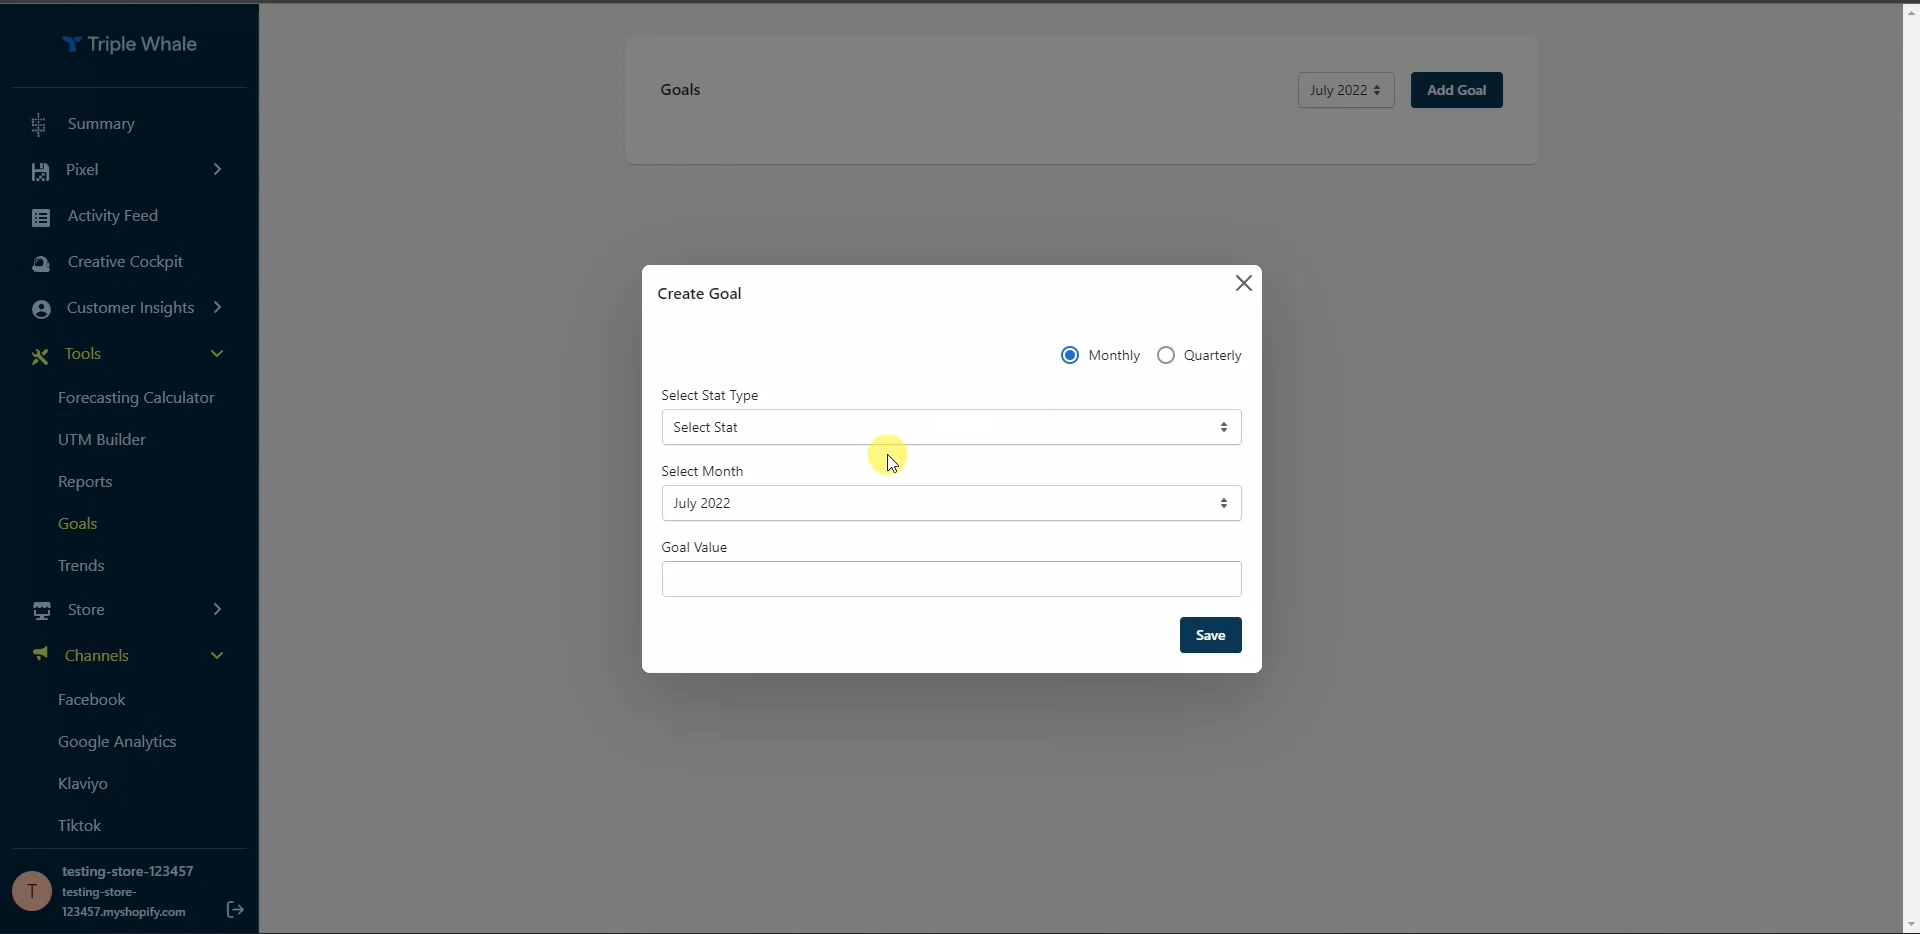 Triple Whale
Summary
Pixel
Activity Feed
Creative Cockpit
Customer Insights
Tools
Forecasting Calculator
UTM Builder
Reports
Goals
Trends
Store
Channels
Facebook
Google Analytics
Klaviyo
Tiktok
T
testing-store-123457
testing-store-
123457.myshopify.com
Goals
July 2022
Add Goal
Create Goal
Monthly
Quarterly
Select Stat Type
Select Stat
Select Month
July 2022
Goal Value
Save